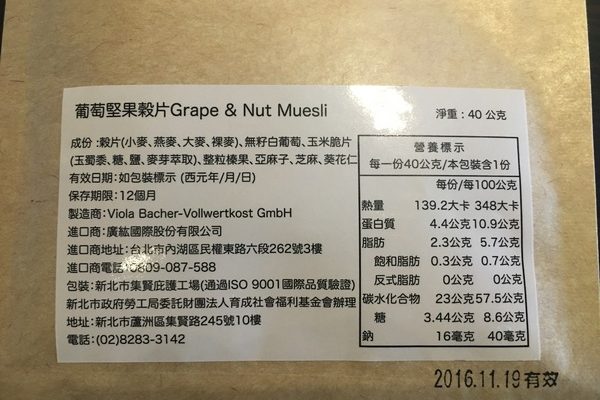 葡萄堅果穀片Grape & Nut Muesli
淨重：40 公克
成份 :穀片(小麥、燕麥、大麥、裸麥)、無籽白葡萄、玉米脆片
(玉蜀黍、糖、鹽、麥芽萃取)、整粒榛果、亞麻子、芝麻、葵花仁
有效日期:如包裝標示 (西元年/月/日)
保存期限:12個月
製造商:Viola Bacher-Vollwertkost GmbH
進口商:廣紘國際股份有限公司
進口商地址:台北市內湖區民權東路六段262號3樓
進口商電話:0809-087-588
包裝:新北市集賢庇護工場(通過ISO 9001國際品質驗證)
新北市政府勞工局委託財團法人育成社會福利基金會辦理
地址:新北市蘆洲區集賢路245號10樓
電話:(02)8283-3142
營養標示
每一份40公克/本包裝含1份
每份/每100公克
熱量 139.2大卡 348大卡
蛋白質 4.4公克 10.9公克
脂肪 2.3公克 5.7公克
飽和脂肪 0.3公克 0.7公克
反式脂肪 0公克 0公克
碳水化合物 23公克 57.5公克
糖 3.44公克 8.6公克
鈉 16毫克 40毫克
2016.11.19有效